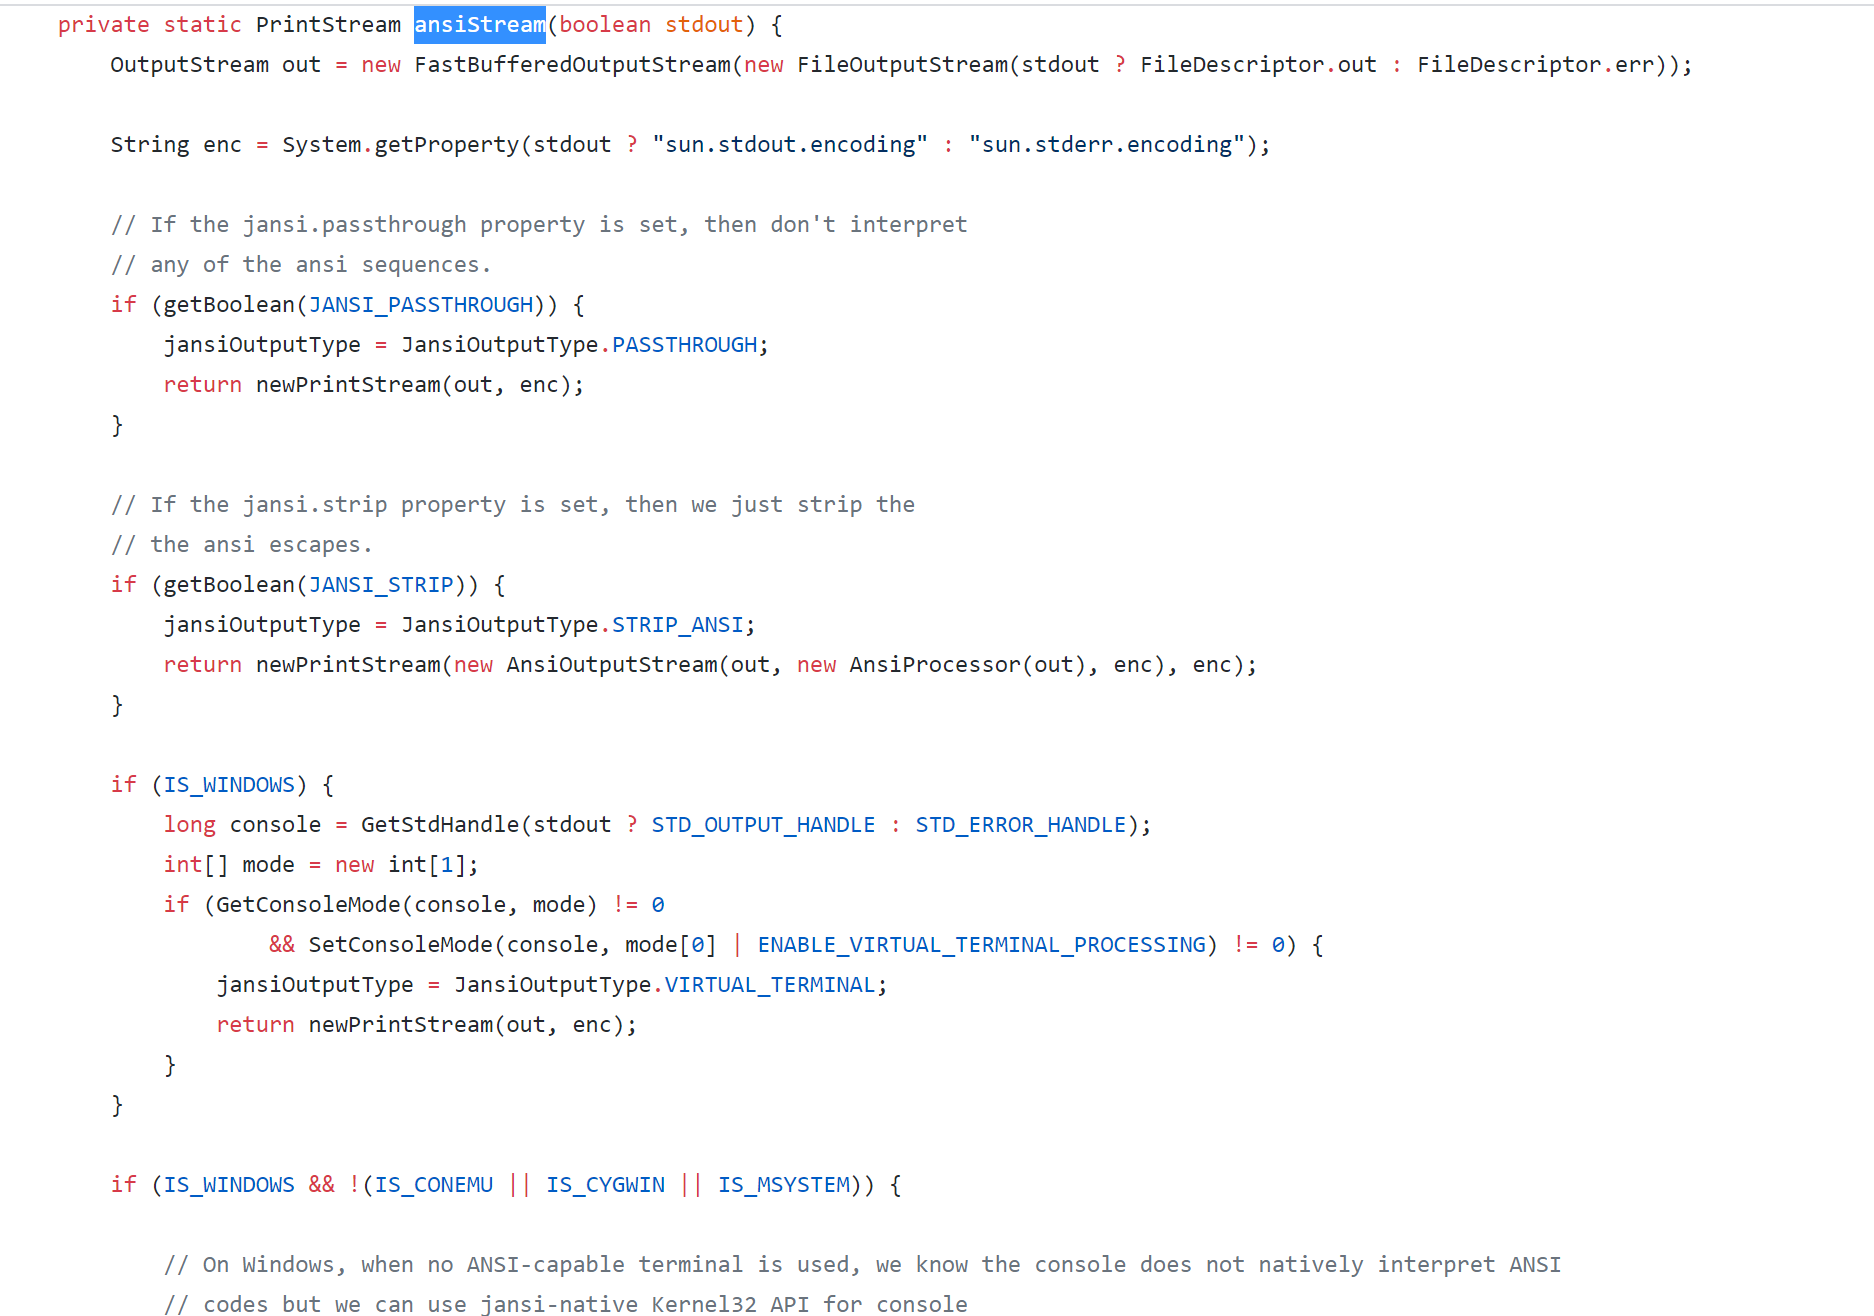 private static PrintStream ansiStream(boolean stdout) {
    OutputStream out = new FastBufferedOutputStream(new FileOutputStream(stdout ? FileDescriptor.out : FileDescriptor.err));

    String enc = System.getProperty(stdout ? "sun.stdout.encoding" : "sun.stderr.encoding");

    // If the jansi.passthrough property is set, then don't interpret
    // any of the ansi sequences.
    if (getBoolean(JANSI_PASSTHROUGH)) {
        jansiOutputType = JansiOutputType.PASSTHROUGH;
        return newPrintStream(out, enc);
    }

    // If the jansi.strip property is set, then we just strip the
    // the ansi escapes.
    if (getBoolean(JANSI_STRIP)) {
        jansiOutputType = JansiOutputType.STRIP_ANSI;
        return newPrintStream(new AnsiOutputStream(out, new AnsiProcessor(out), enc), enc);
    }

    if (IS_WINDOWS) {
        long console = GetStdHandle(stdout ? STD_OUTPUT_HANDLE : STD_ERROR_HANDLE);
        int[] mode = new int[1];
        if (GetConsoleMode(console, mode) != 0
                && SetConsoleMode(console, mode[0] | ENABLE_VIRTUAL_TERMINAL_PROCESSING) != 0) {
            jansiOutputType = JansiOutputType.VIRTUAL_TERMINAL;
            return newPrintStream(out, enc);
        }
    }

    if (IS_WINDOWS && !(IS_CONEMU || IS_CYGWIN || IS_MSYSTEM)) {

        // On Windows, when no ANSI-capable terminal is used, we know the console does not natively interpret ANSI
        // codes but we can use jansi-native Kernel32 API for console